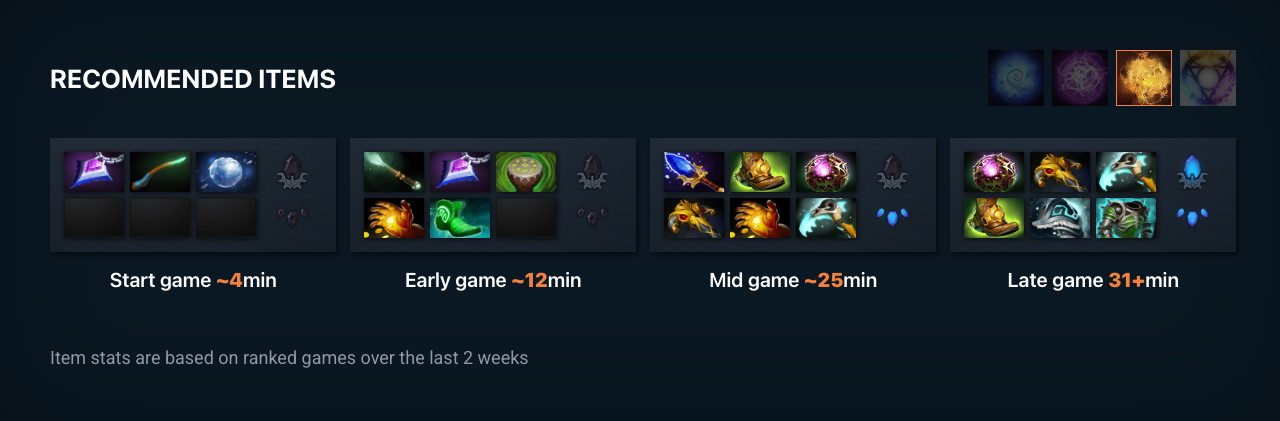 RECOMMENDED ITEMS
Start game ~4min
Early game ~12min
Mid game ~25min
Late game 31+min
Item stats are based on ranked games over the last 2 weeks